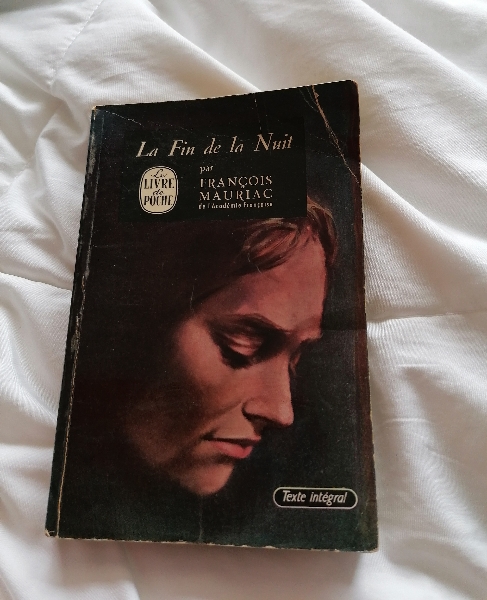 La Fin de la Nuit
par
FRANÇOIS
MAURIAC
de l'Académie Française
Le
LIVRE
de
POCHE
Texte intégral